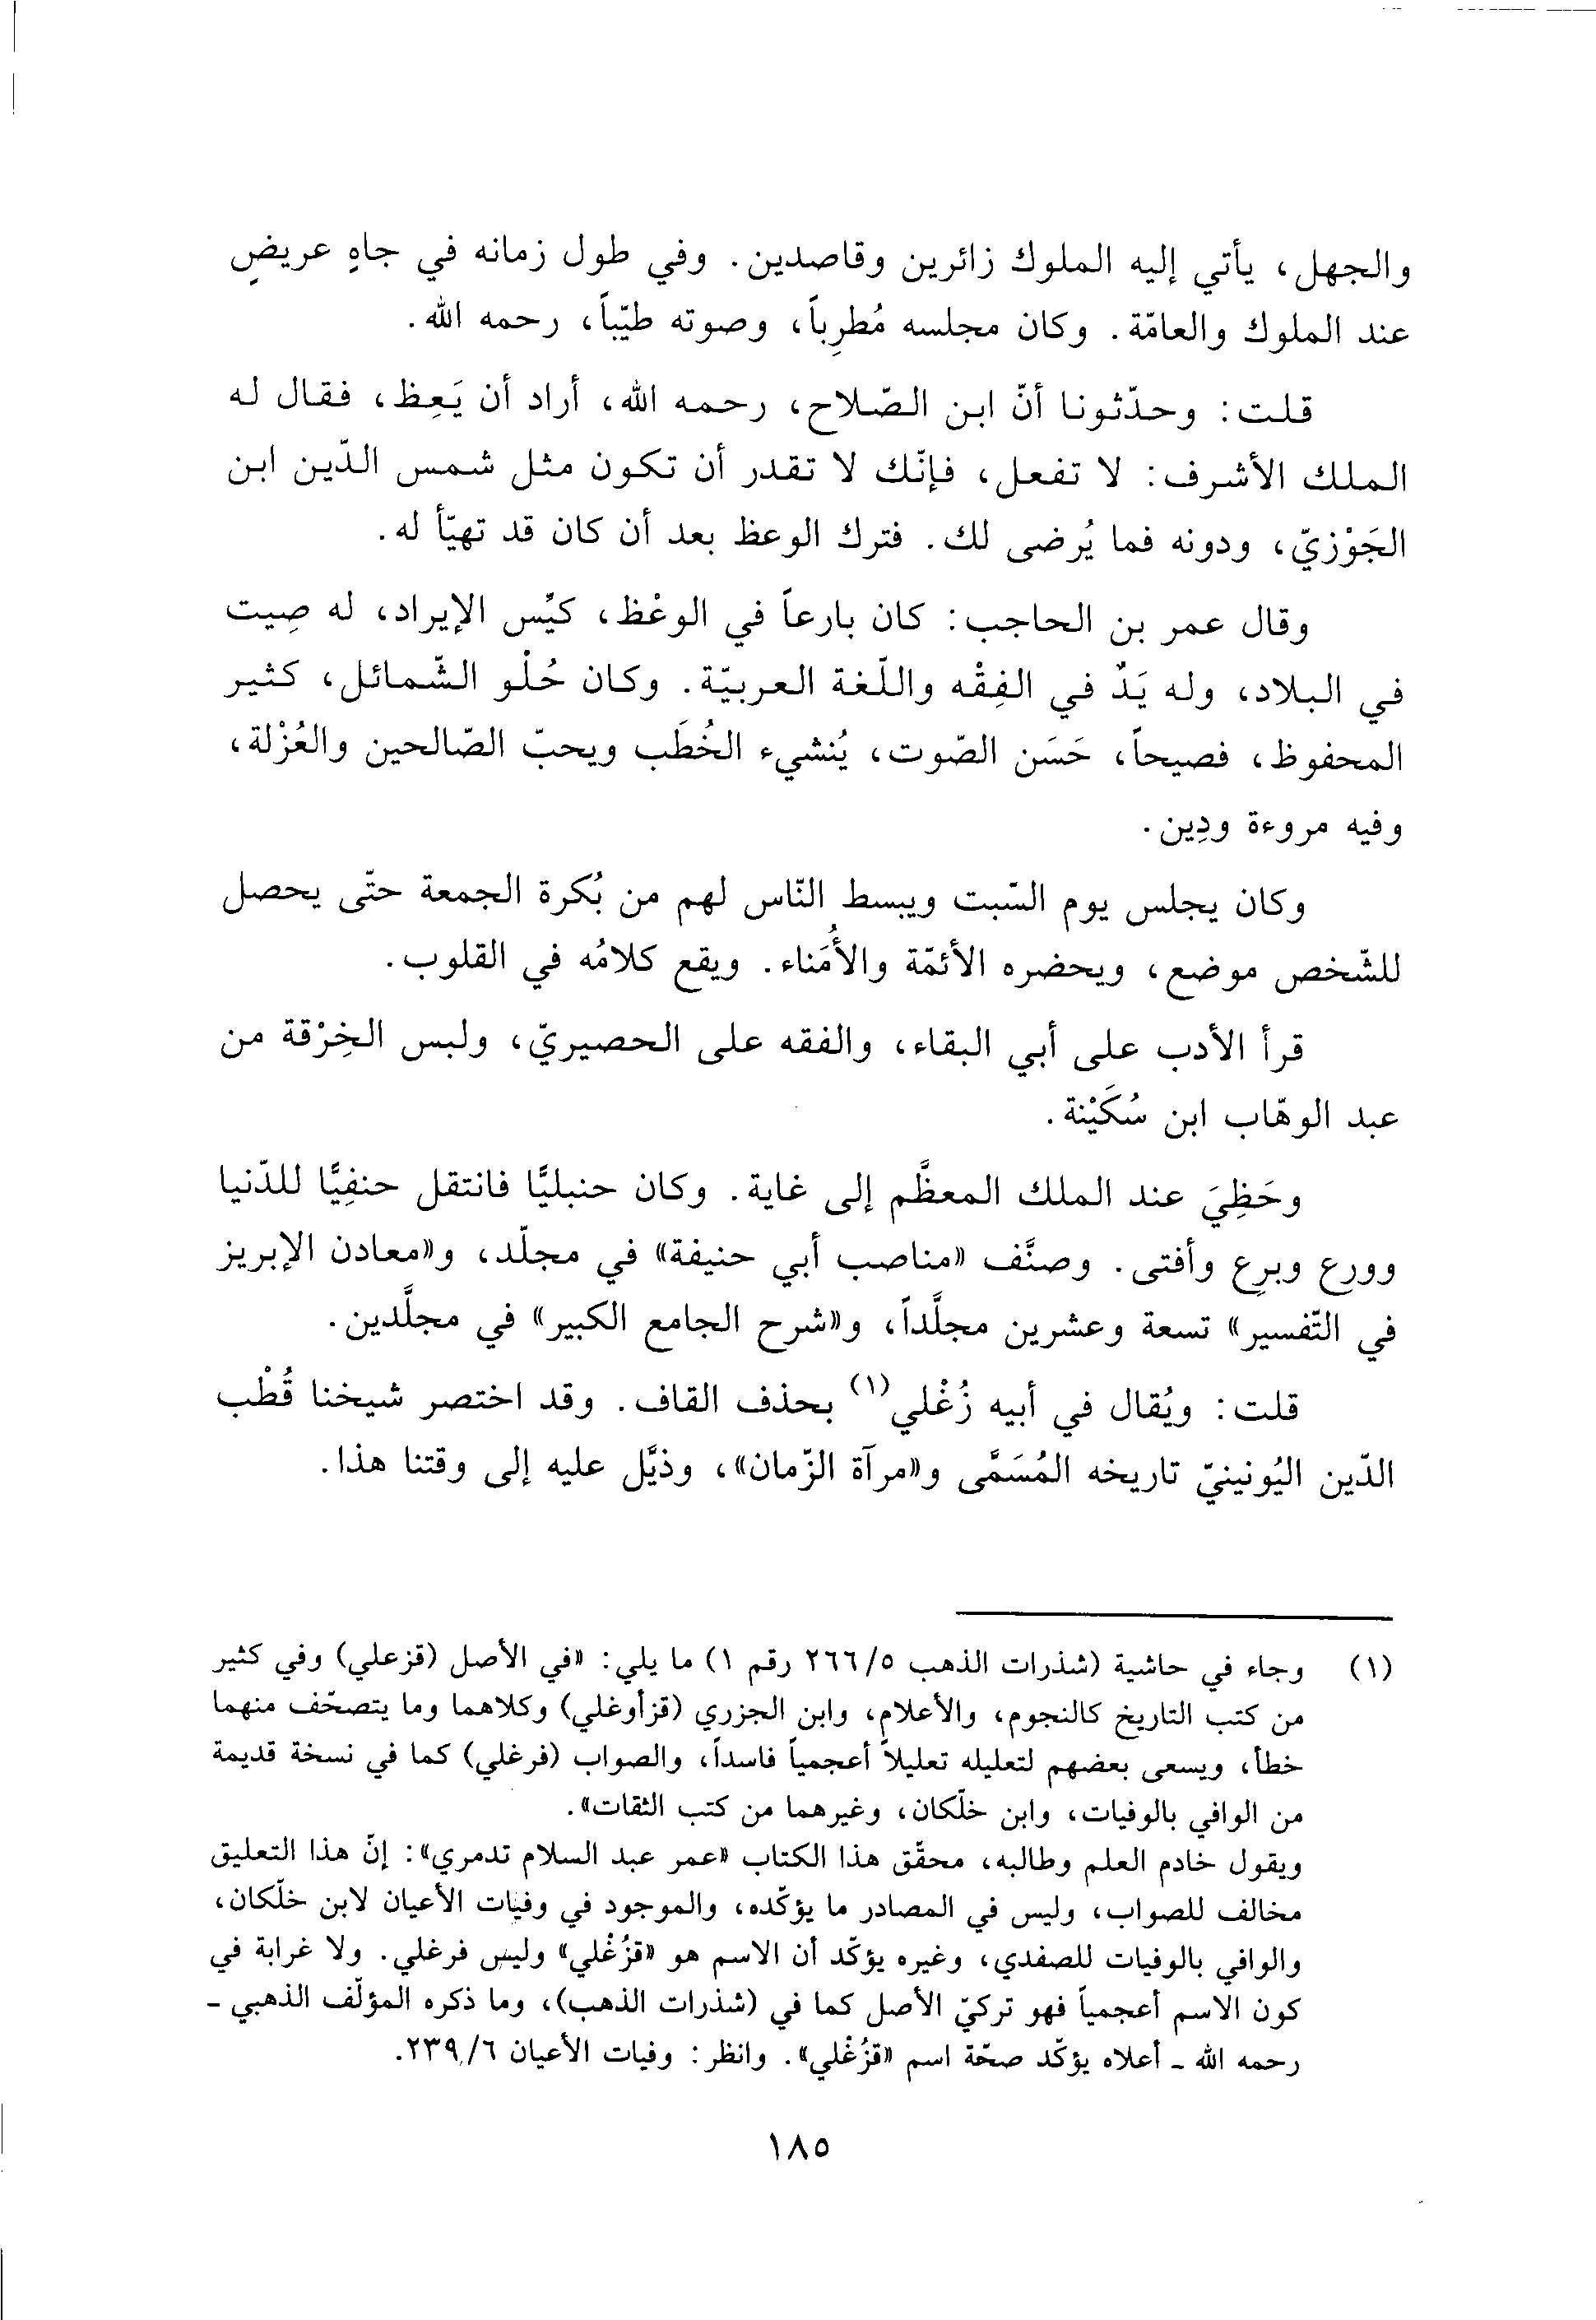 والجهل، يأتي إليه الملوك زائرين وقاصدين. وفي طول زمانه في جاهٍ عريضٍ
عند الملوك والعامّة. وكان مجلسه مُطرِباً، وصوته طيّباً، رحمه الله.
قلت: وحدّثونا أنّ ابن الصّلاح، رحمه الله، أراد أن يَعِظ، فقال له
الملك الأشرف: لا تفعل، فإنّك لا تقدر أن تكون مثل شمس الدّين ابن
الجَوْزيّ، ودونه فما يُرضى لك. فترك الوعظ بعد أن كان قد تهيّأ له.
وقال عمر بن الحاجب: كان بارعاً في الوعْظ، كيِّس الإيراد، له صِيت
في البلاد، وله يَدٌ في الفِقْه واللّغة العربيّة. وكان حُلْو الشّمائل، كثير
المحفوظ، فصيحاً، حَسَن الصّوت، يُنشيء الخُطَب ويحبّ الصّالحين والعُزْلة،
وفيه مروءة ودِين.
وكان يجلس يوم السّبت ويبسط النّاس لهم من بُكرة الجمعة حتّى يحصل
للشّخص موضع، ويحضره الأئمّة والأُمَناء. ويقع كلامُه في القلوب.
قرأ الأدب على أبي البقاء، والفقه على الحصيريّ، ولبس الخِرْقة من
عبد الوهّاب ابن سُكَيْنة.
وحَظِيَ عند الملك المعظَّم إلى غاية. وكان حنبليًّا فانتقل حنفِيًّا للدّنيا
وورع وبرِع وأفتى. وصنَّف «مناصب أبي حنيفة» في مجلّد، و«معادن الإبريز
في التّفسير» تسعة وعشرين مجلَّداً، و«شرح الجامع الكبير» في مجلَّدين.
قلت: ويُقال في أبيه زُغْلي(١) بحذف القاف. وقد اختصر شيخنا قُطْب
الدّين اليُونينيّ تاريخه المُسَمَّى و«مرآة الزّمان»، وذيَّل عليه إلى وقتنا هذا.
(١) وجاء في حاشية (شذرات الذهب ٢٦٦/٥ رقم ١) ما يلي: «في الأصل (قزعلي) وفي كثير
من كتب التاريخ كالنجوم، والأعلام، وابن الجزري (قزأوغلي) وكلاهما وما يتصحّف منهما
خطأ، ويسعى بعضهم لتعليله تعليلاً أعجمياً فاسداً، والصواب (فرغلي) كما في نسخة قديمة
من الوافي بالوفيات، وابن خلّكان، وغيرهما من كتب الثقات».
ويقول خادم العلم وطالبه، محقّق هذا الكتاب «عمر عبد السلام تدمري»: إنّ هذا التعليق
مخالف للصواب، وليس في المصادر ما يؤكّده، والموجود في وفيات الأعيان لابن خلّكان،
والوافي بالوفيات للصفدي، وغيره يؤكّد أن الاسم هو «قزُغْلي» وليس فرغلي. ولا غرابة في
كون الاسم أعجمياً فهو تركيّ الأصل كما في (شذرات الذهب)، وما ذكره المؤلّف الذهبي -
رحمه الله - أعلاه يؤكّد صحّة اسم «قزُغْلي». وانظر: وفيات الأعيان ٢٣٩/٦.
١٨٥